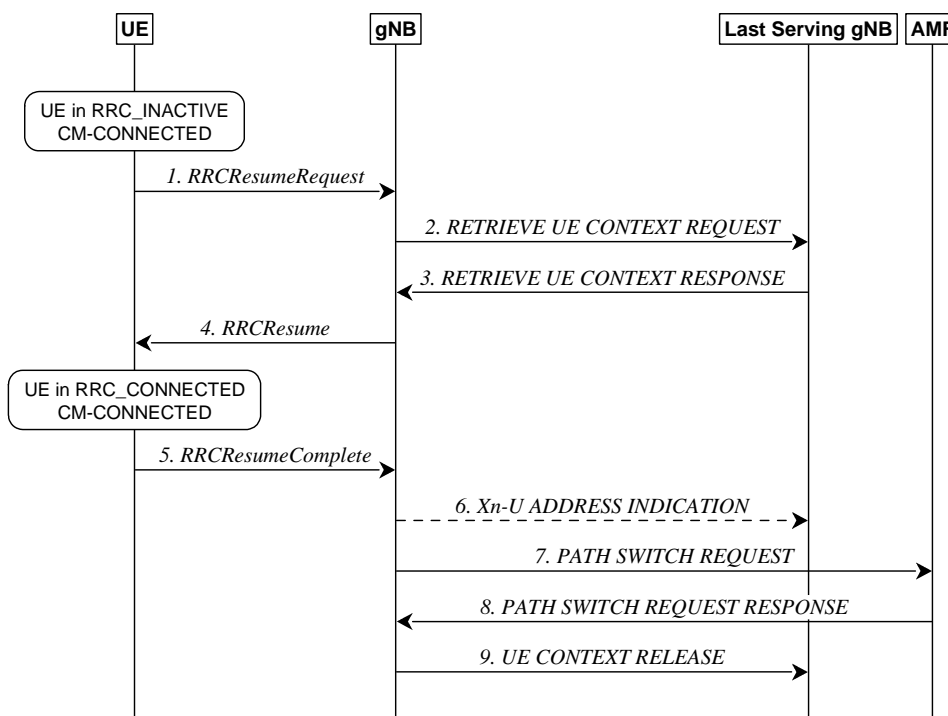 UE
gNB
Last Serving gNB
AMF
UE in RRC_INACTIVE
CM-CONNECTED
1. RRCResumeRequest
2. RETRIEVE UE CONTEXT REQUEST
3. RETRIEVE UE CONTEXT RESPONSE
4. RRCResume
UE in RRC_CONNECTED
CM-CONNECTED
5. RRCResumeComplete
6. Xn-U ADDRESS INDICATION
7. PATH SWITCH REQUEST
8. PATH SWITCH REQUEST RESPONSE
9. UE CONTEXT RELEASE